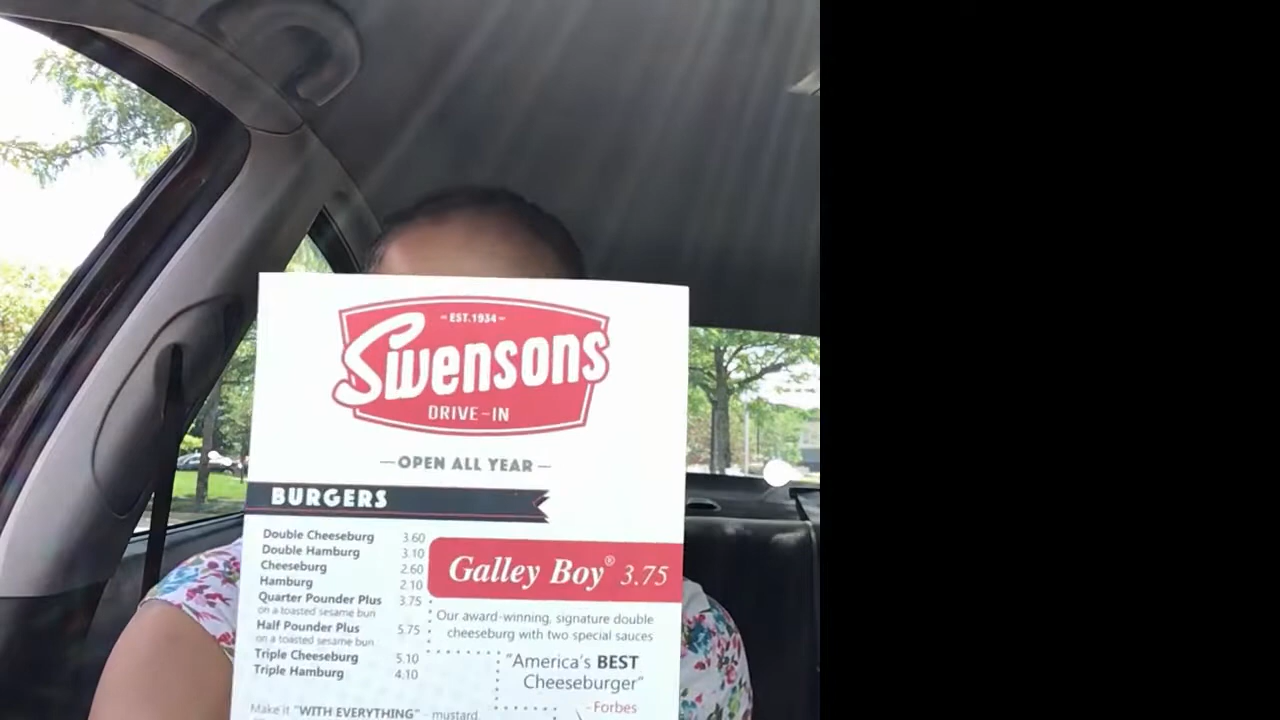 EST.1934
Swensons
DRIVE-IN
—OPEN ALL YEAR—
BURGERS
Double Cheeseburg 3.60
Double Hamburg 3.10
Cheeseburg 2.60
Hamburg 2.10
Quarter Pounder Plus 3.75
on a toasted sesame bun
Half Pounder Plus 5.75
on a toasted sesame bun
Triple Cheeseburg 5.10
Triple Hamburg 4.10
Galley Boy® 3.75
Our award-winning, signature double
cheeseburg with two special sauces
"America's BEST
Cheeseburger"
-Forbes
Make it "WITH EVERYTHING" - mustard,